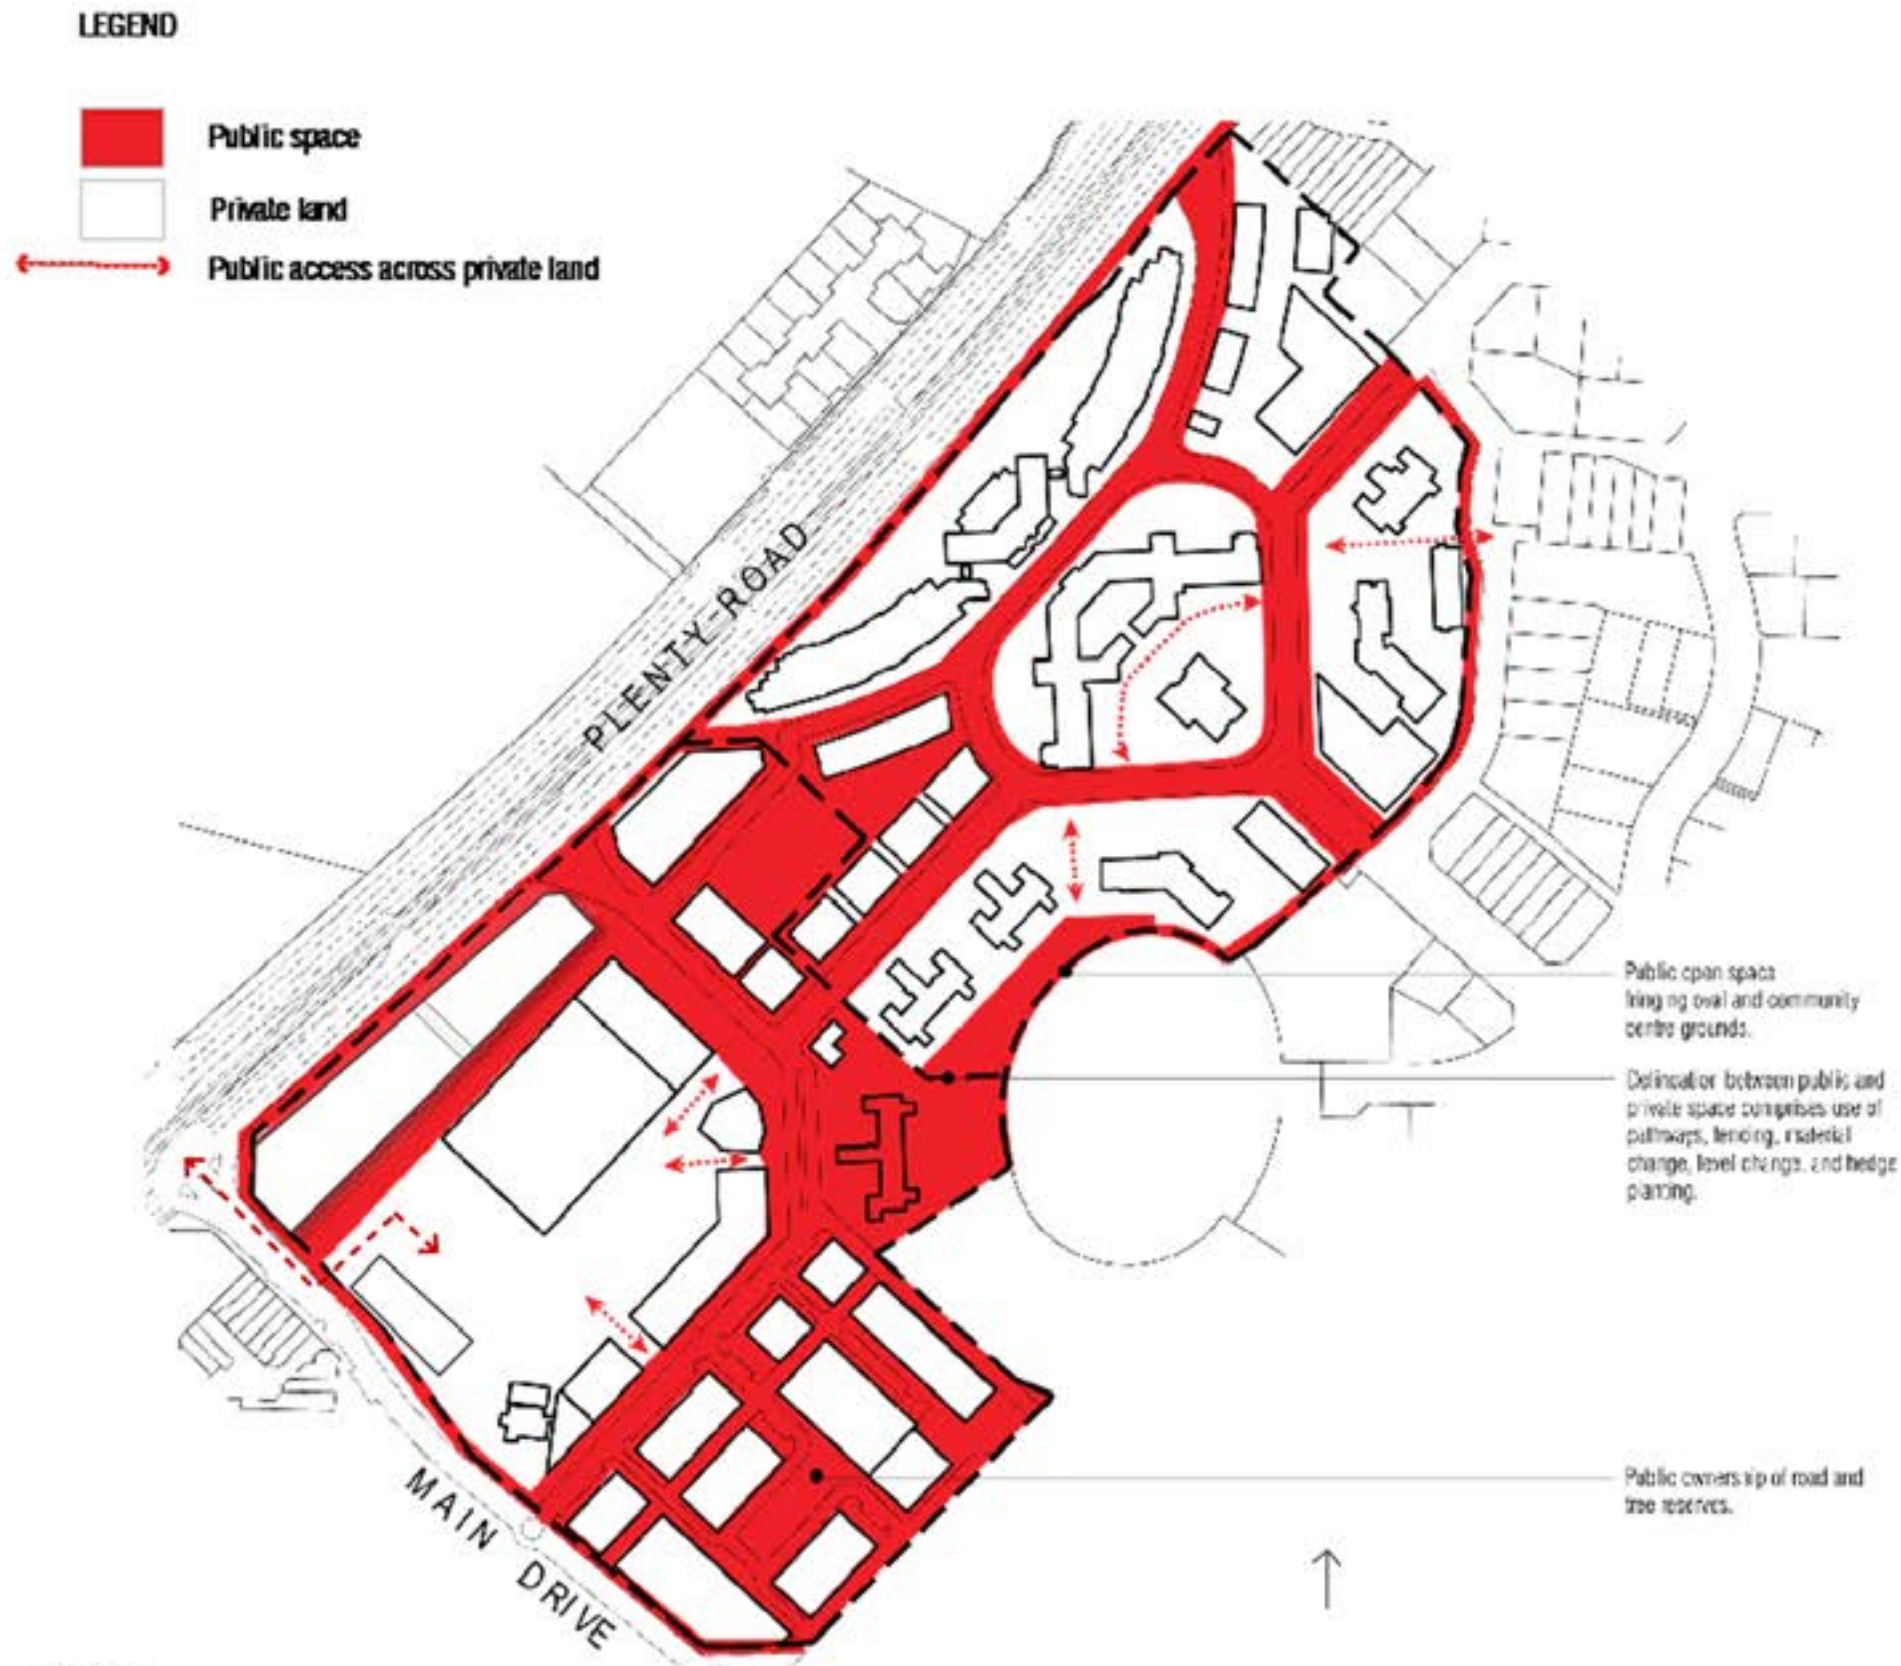 LEGEND
Public space
Private land
Public access across private land
PLENTY ROAD
Public open space
fringing oval and community
centre grounds.
Delineation between public and
private space comprises use of
pathways, fencing, material
change, level change, and hedge
planting.
Public ownership of road and
tree reserves.
MAIN DRIVE